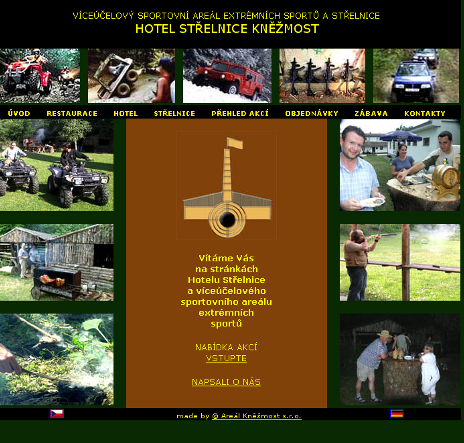 VÍCEÚČELOVÝ SPORTOVNÍ AREÁL EXTRÉMNÍCH SPORTŮ A STŘELNICE
HOTEL STŘELNICE KNĚŽMOST
ÚVOD RESTAURACE HOTEL STŘELNICE PŘEHLED AKCÍ OBJEDNÁVKY ZÁBAVA KONTAKTY
Vítáme Vás
na stránkách
Hotelu Střelnice
a víceúčelového
sportovního areálu
extrémních
sportů
NABÍDKA AKCÍ
VSTUPTE
NAPSALI O NÁS
made by @ Areál Kněžmost s.r.o.